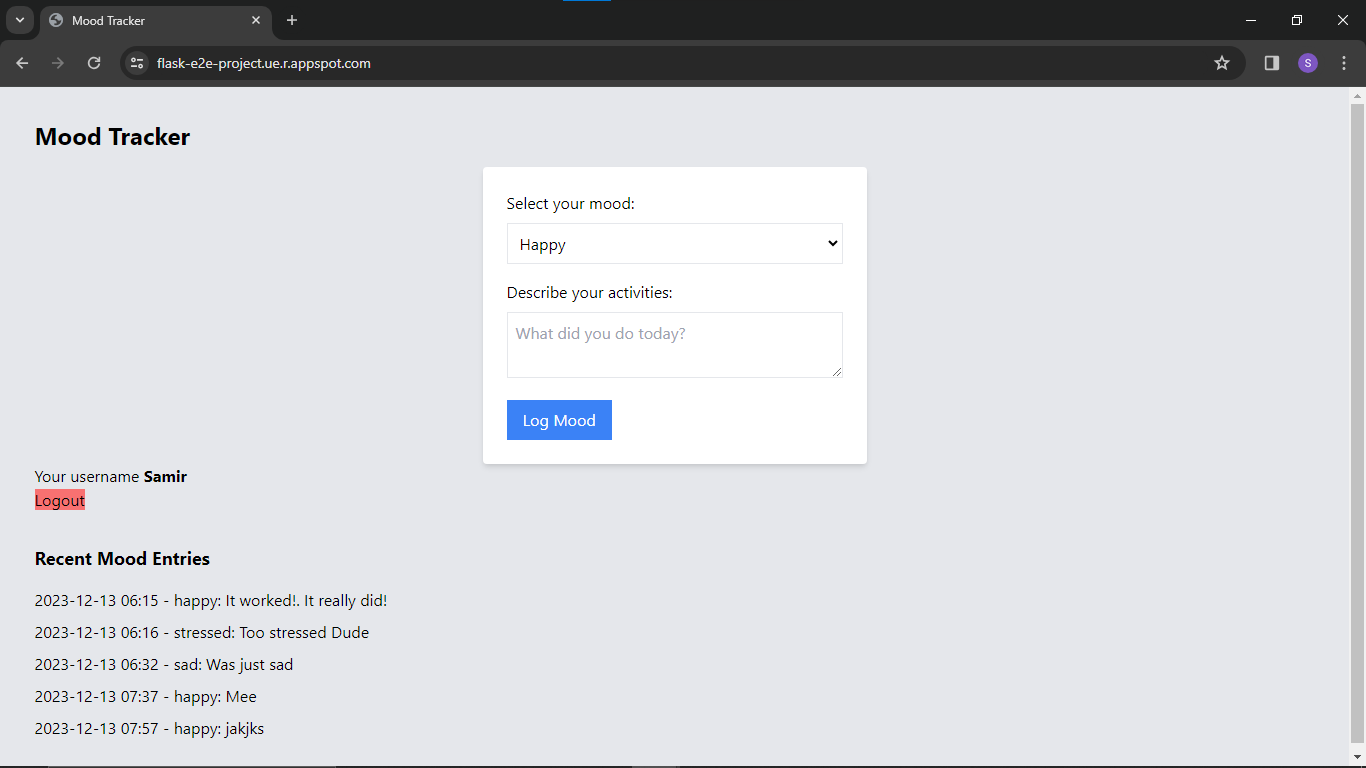 Mood Tracker
flask-e2e-project.ue.r.appspot.com
S
Mood Tracker
Select your mood:
Happy
Describe your activities:
What did you do today?
Log Mood
Your username Samir
Logout
Recent Mood Entries
2023-12-13 06:15 - happy: It worked!. It really did!
2023-12-13 06:16 - stressed: Too stressed Dude
2023-12-13 06:32 - sad: Was just sad
2023-12-13 07:37 - happy: Mee
2023-12-13 07:57 - happy: jakjks